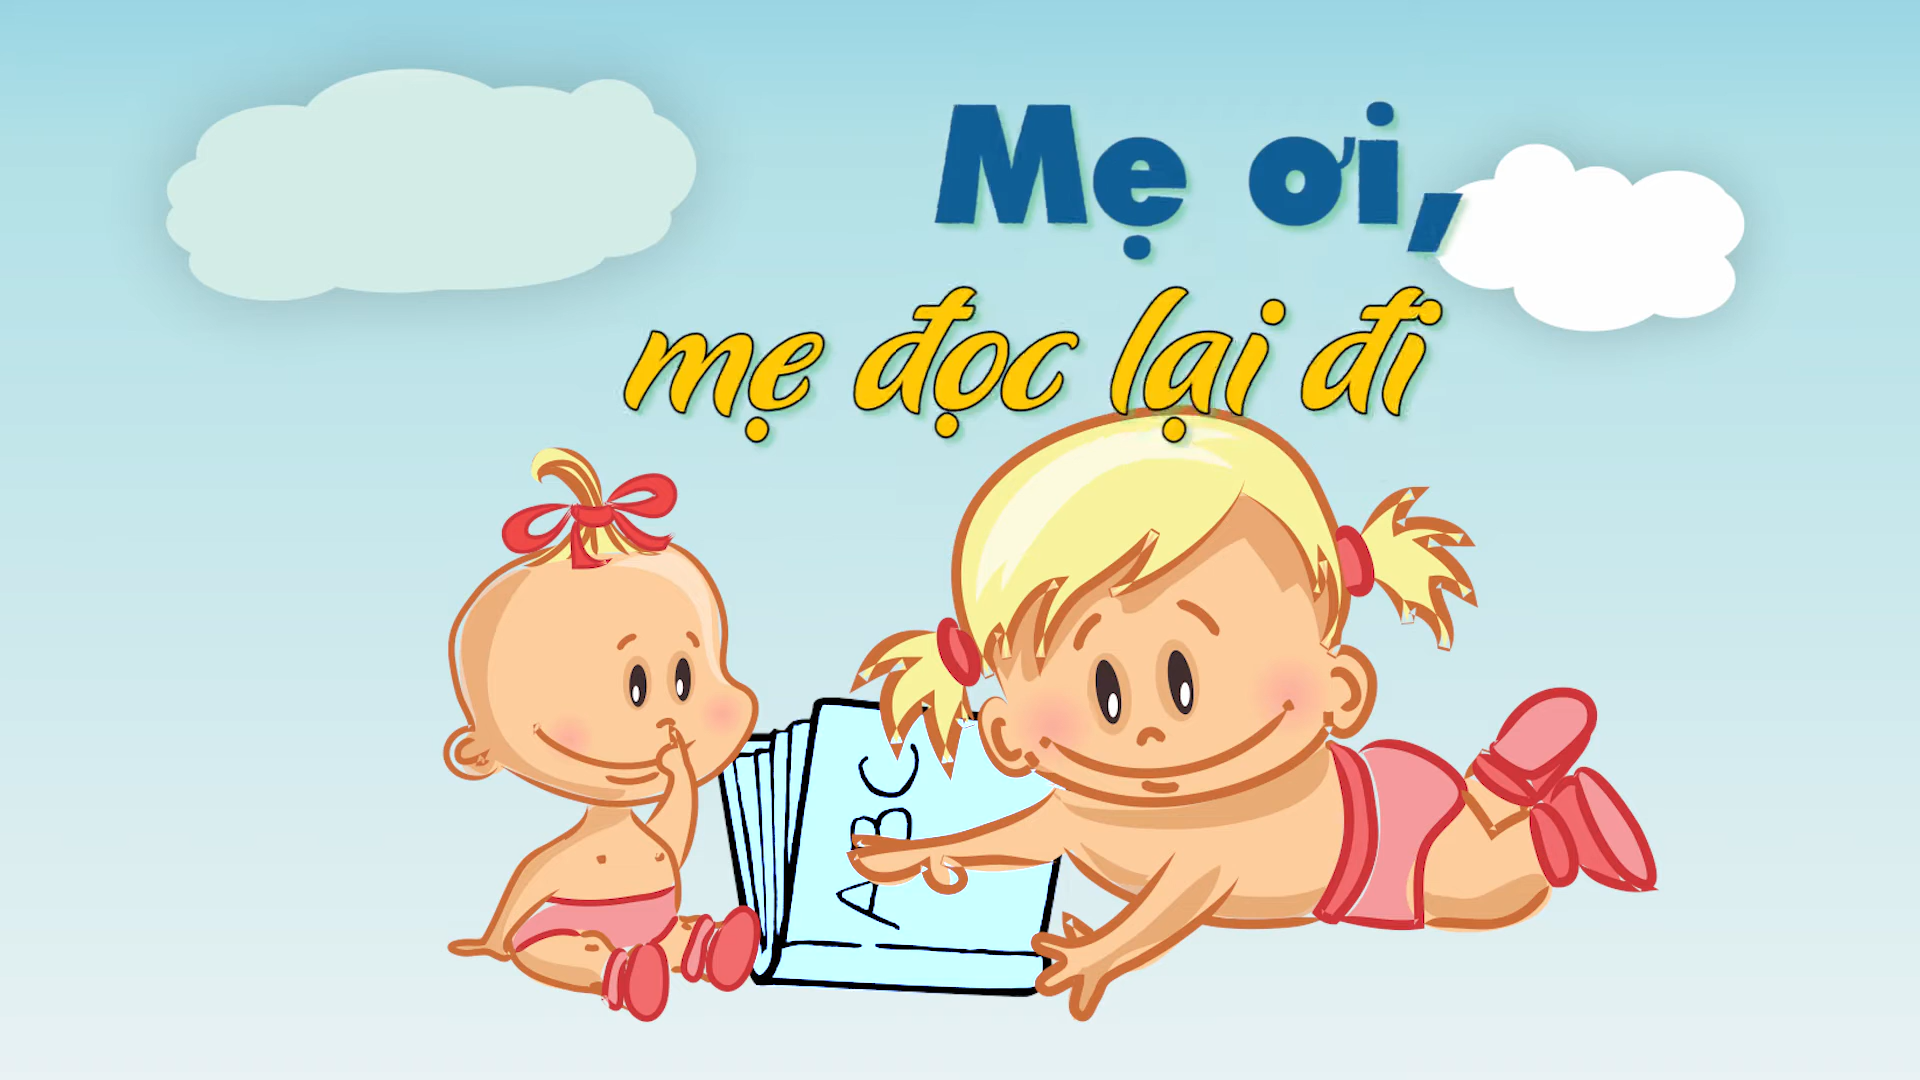 Mẹ ơi,
mẹ đọc lại đi
ABC